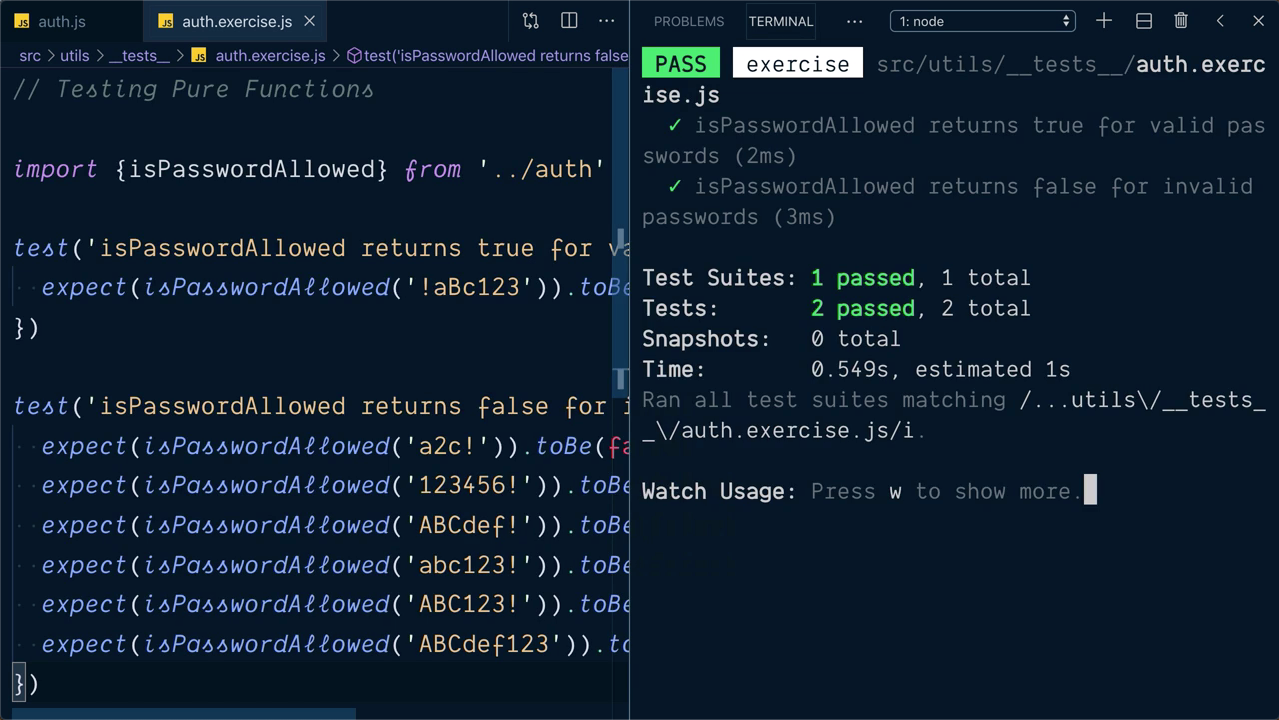 auth.js
auth.exercise.js
src > utils > __tests__ > auth.exercise.js > test('isPasswordAllowed returns false
// Testing Pure Functions
import {isPasswordAllowed} from '../auth'
test('isPasswordAllowed returns true for va
expect(isPasswordAllowed('!aBc123')).toBe
})
test('isPasswordAllowed returns false for i
expect(isPasswordAllowed('a2c!')).toBe(fa
expect(isPasswordAllowed('123456!')).toBe
expect(isPasswordAllowed('ABCdef!')).toBe
expect(isPasswordAllowed('abc123!')).toBe
expect(isPasswordAllowed('ABC123!')).toBe
expect(isPasswordAllowed('ABCdef123')).to
})
PROBLEMS TERMINAL ... 1: node
PASS exercise src/utils/__tests__/auth.exerc
ise.js
✓ isPasswordAllowed returns true for valid pas
swords (2ms)
✓ isPasswordAllowed returns false for invalid
passwords (3ms)
Test Suites: 1 passed, 1 total
Tests: 2 passed, 2 total
Snapshots: 0 total
Time: 0.549s, estimated 1s
Ran all test suites matching /...utils\/__tests_
_\/auth.exercise.js/i.
Watch Usage: Press w to show more.